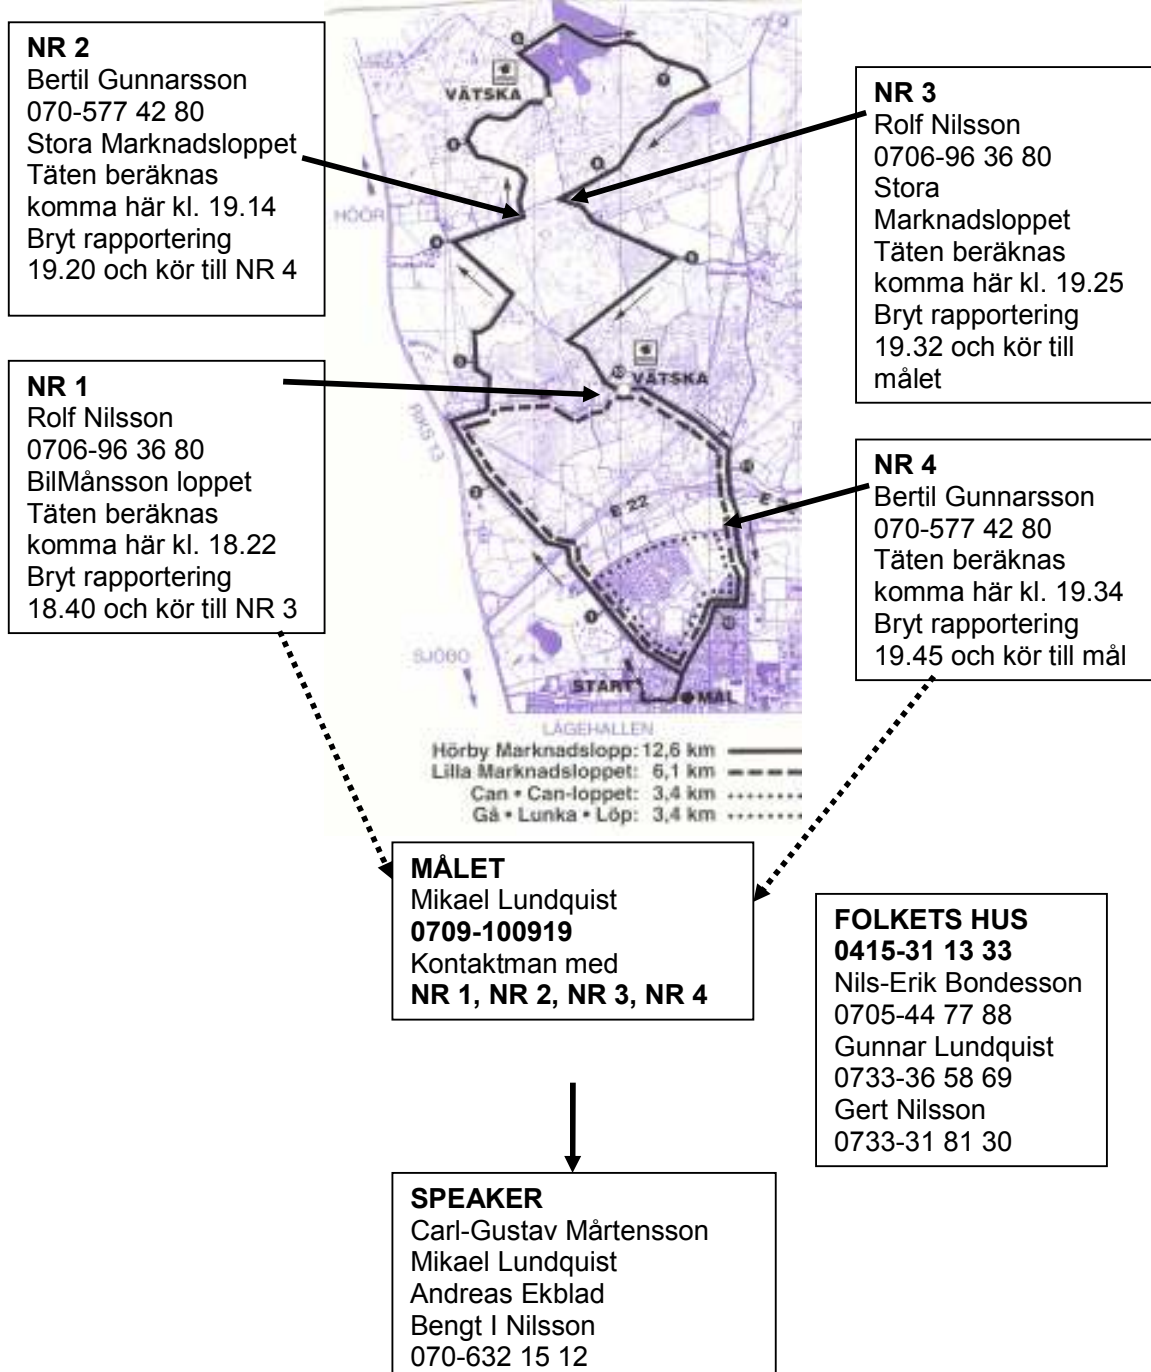 NR 2
Bertil Gunnarsson
070-577 42 80
Stora Marknadsloppet
Täten beräknas
komma här kl. 19.14
Bryt rapportering
19.20 och kör till NR 4
NR 3
Rolf Nilsson
0706-96 36 80
Stora
Marknadsloppet
Täten beräknas
komma här kl. 19.25
Bryt rapportering
19.32 och kör till
målet
NR 1
Rolf Nilsson
0706-96 36 80
BilMånsson loppet
Täten beräknas
komma här kl. 18.22
Bryt rapportering
18.40 och kör till NR 3
NR 4
Bertil Gunnarsson
070-577 42 80
Täten beräknas
komma här kl. 19.34
Bryt rapportering
19.45 och kör till mål
VÄTSKA
HÖÖR
VÄTSKA
RKS 13
E 22
SJÖBO
START
MÅL
LÄGEHALLEN
Hörby Marknadslopp: 12,6 km
Lilla Marknadsloppet: 6,1 km
Can • Can-loppet: 3,4 km
Gå • Lunka • Löp: 3,4 km
MÅLET
Mikael Lundquist
0709-100919
Kontaktman med
NR 1, NR 2, NR 3, NR 4
FOLKETS HUS
0415-31 13 33
Nils-Erik Bondesson
0705-44 77 88
Gunnar Lundquist
0733-36 58 69
Gert Nilsson
0733-31 81 30
SPEAKER
Carl-Gustav Mårtensson
Mikael Lundquist
Andreas Ekblad
Bengt I Nilsson
070-632 15 12